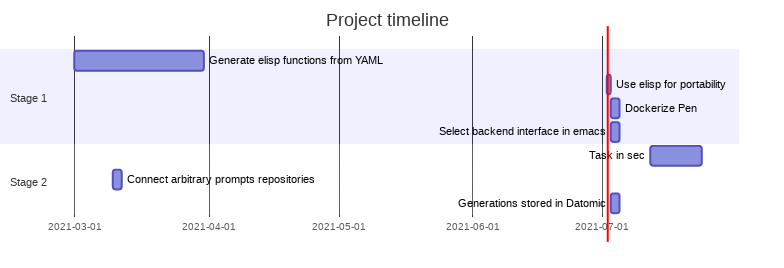 Project timeline
Generate elisp functions from YAML
Use elisp for portability
Stage 1
Dockerize Pen
Select backend interface in emacs
Task in sec
Stage 2
Connect arbitrary prompts repositories
Generations stored in Datomic
2021-03-01
2021-04-01
2021-05-01
2021-06-01
2021-07-01